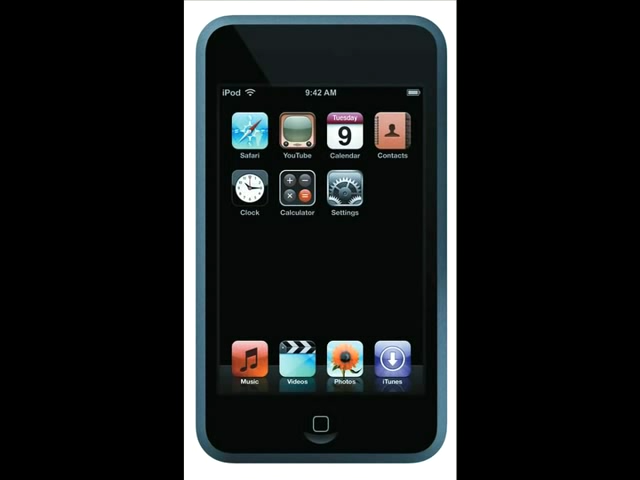 iPod 9:42 AM
Tuesday
9
Safari YouTube Calendar Contacts
Clock Calculator Settings
Music Videos Photos iTunes